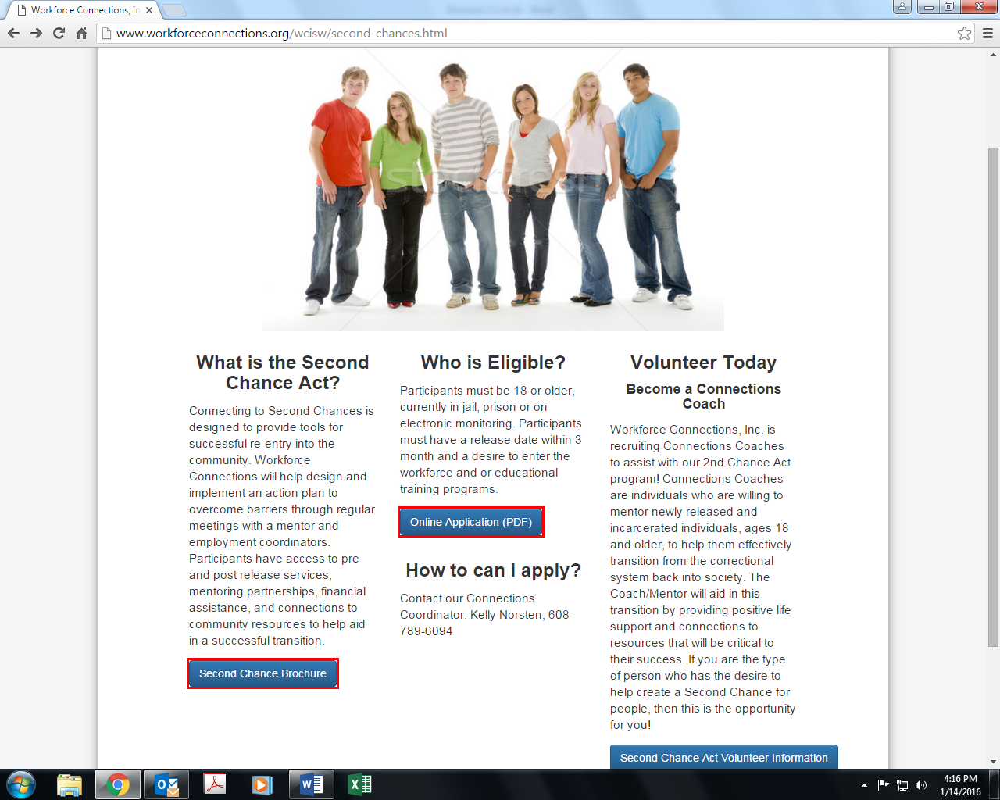 Workforce Connections, In
www.workforceconnections.org/wcisw/second-chances.html
What is the Second
Chance Act?
Connecting to Second Chances is
designed to provide tools for
successful re-entry into the
community. Workforce
Connections will help design and
implement an action plan to
overcome barriers through regular
meetings with a mentor and
employment coordinators.
Participants have access to pre
and post release services,
mentoring partnerships, financial
assistance, and connections to
community resources to help aid
in a successful transition.
Second Chance Brochure
Who is Eligible?
Participants must be 18 or older,
currently in jail, prison or on
electronic monitoring. Participants
must have a release date within 3
month and a desire to enter the
workforce and or educational
training programs.
Online Application (PDF)
How to can I apply?
Contact our Connections
Coordinator: Kelly Norsten, 608-
789-6094
Volunteer Today
Become a Connections
Coach
Workforce Connections, Inc. is
recruiting Connections Coaches
to assist with our 2nd Chance Act
program! Connections Coaches
are individuals who are willing to
mentor newly released and
incarcerated individuals, ages 18
and older, to help them effectively
transition from the correctional
system back into society. The
Coach/Mentor will aid in this
transition by providing positive life
support and connections to
resources that will be critical to
their success. If you are the type
of person who has the desire to
help create a Second Chance for
people, then this is the opportunity
for you!
Second Chance Act Volunteer Information
4:16 PM
1/14/2016